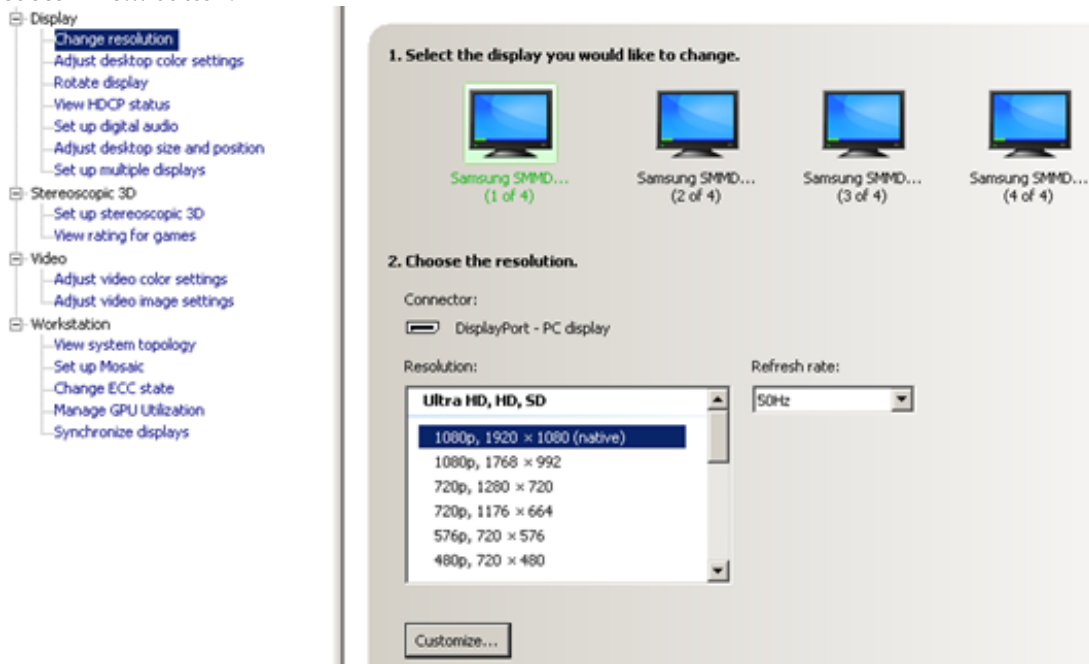 Display
Change resolution
Adjust desktop color settings
Rotate display
View HDCP status
Set up digital audio
Adjust desktop size and position
Set up multiple displays
Stereoscopic 3D
Set up stereoscopic 3D
View rating for games
Video
Adjust video color settings
Adjust video image settings
Workstation
View system topology
Set up Mosaic
Change ECC state
Manage GPU Utilization
Synchronize displays
1. Select the display you would like to change.
Samsung SMMD... Samsung SMMD... Samsung SMMD... Samsung SMMD...
(1 of 4) (2 of 4) (3 of 4) (4 of 4)
2. Choose the resolution.
Connector:
DisplayPort - PC display
Resolution: Refresh rate:
Ultra HD, HD, SD 50Hz
1080p, 1920 × 1080 (native)
1080p, 1768 × 992
720p, 1280 × 720
720p, 1176 × 664
576p, 720 × 576
480p, 720 × 480
Customize...